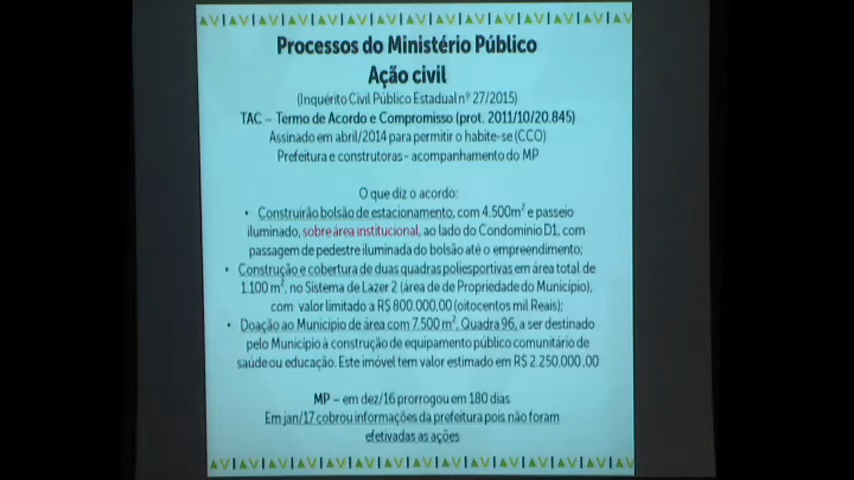 Processos do Ministério Público
Ação civil
(Inquérito Civil Público Estadual nº 27/2015)
TAC – Termo de Acordo e Compromisso (prot. 2011/10/20.845)
Assinado em abril/2014 para permitir o habite-se (CCO)
Prefeitura e construtoras - acompanhamento do MP
O que diz o acordo:
• Construirão bolsão de estacionamento, com 4.500m² e passeio
iluminado, sobre área institucional, ao lado do Condomínio D1, com
passagem de pedestre iluminada do bolsão até o empreendimento;
• Construção e cobertura de duas quadras poliesportivas em área total de
1.100 m², no Sistema de Lazer 2 (área de de Propriedade do Município),
com valor limitado a R$ 800.000,00 (oitocentos mil Reais);
• Doação ao Município de área com 7.500 m², Quadra 96, a ser destinado
pelo Município à construção de equipamento público comunitário de
saúde ou educação. Este imóvel tem valor estimado em R$ 2.250.000,00
MP – em dez/16 prorrogou em 180 dias
Em jan/17 cobrou informações da prefeitura pois não foram
efetivadas as ações